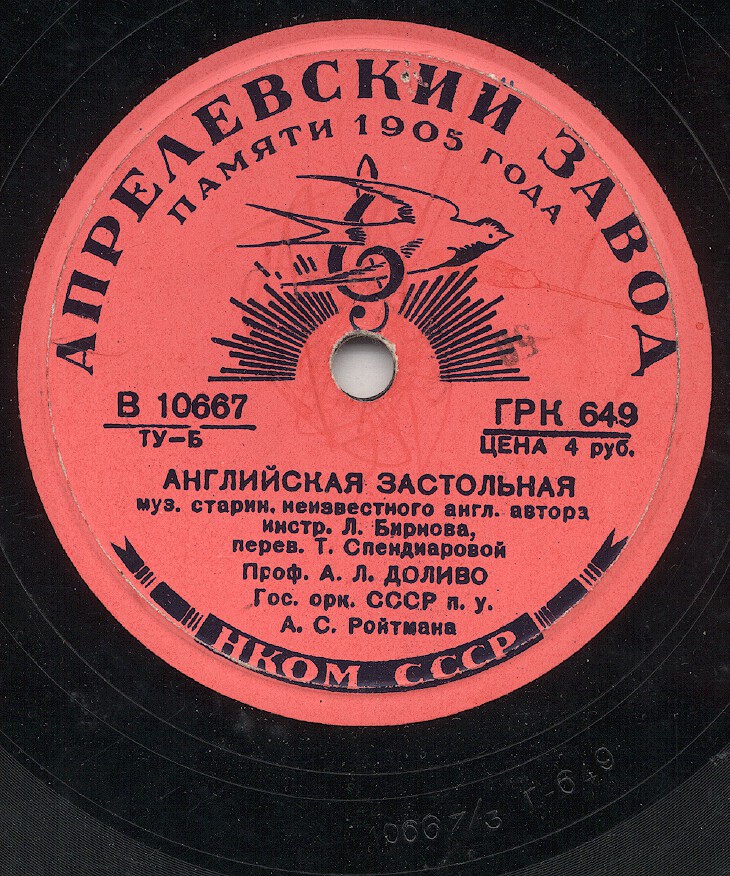 АПРЕЛЕВСКИЙ ЗАВОД
ПАМЯТИ 1905 ГОДА
В 10667
ТУ-Б
ГРК 649
ЦЕНА 4 руб.
АНГЛИЙСКАЯ ЗАСТОЛЬНАЯ
муз. старин. неизвестного англ. автора
инстр. Л. Бирнова,
перев. Т. Спендиаровой
Проф. А. Л. ДОЛИВО
Гос. орк. СССР п. у.
А. С. Ройтмана
НКОМ СССР
10667/3 Г-649